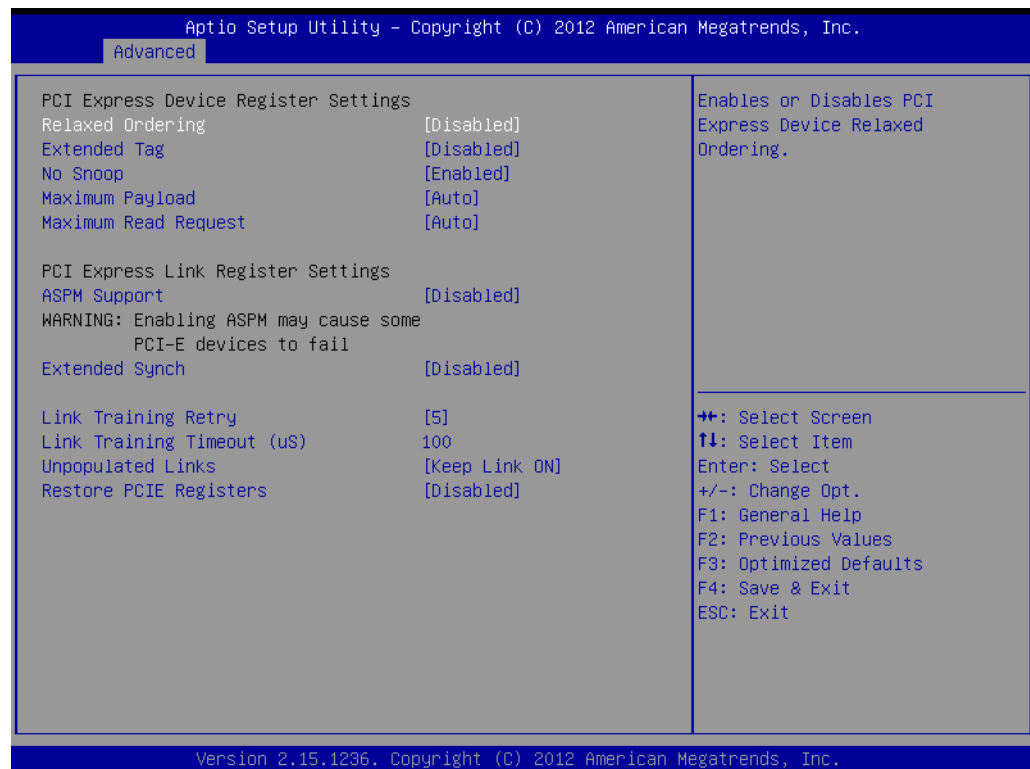 Aptio Setup Utility – Copyright (C) 2012 American Megatrends, Inc.
Advanced
PCI Express Device Register Settings
Relaxed Ordering [Disabled]
Extended Tag [Disabled]
No Snoop [Enabled]
Maximum Payload [Auto]
Maximum Read Request [Auto]
PCI Express Link Register Settings
ASPM Support [Disabled]
WARNING: Enabling ASPM may cause some
PCI-E devices to fail
Extended Synch [Disabled]
Link Training Retry [5]
Link Training Timeout (uS) 100
Unpopulated Links [Keep Link ON]
Restore PCIE Registers [Disabled]
Enables or Disables PCI
Express Device Relaxed
Ordering.
→←: Select Screen
↑↓: Select Item
Enter: Select
+/-: Change Opt.
F1: General Help
F2: Previous Values
F3: Optimized Defaults
F4: Save & Exit
ESC: Exit
Version 2.15.1236. Copyright (C) 2012 American Megatrends, Inc.